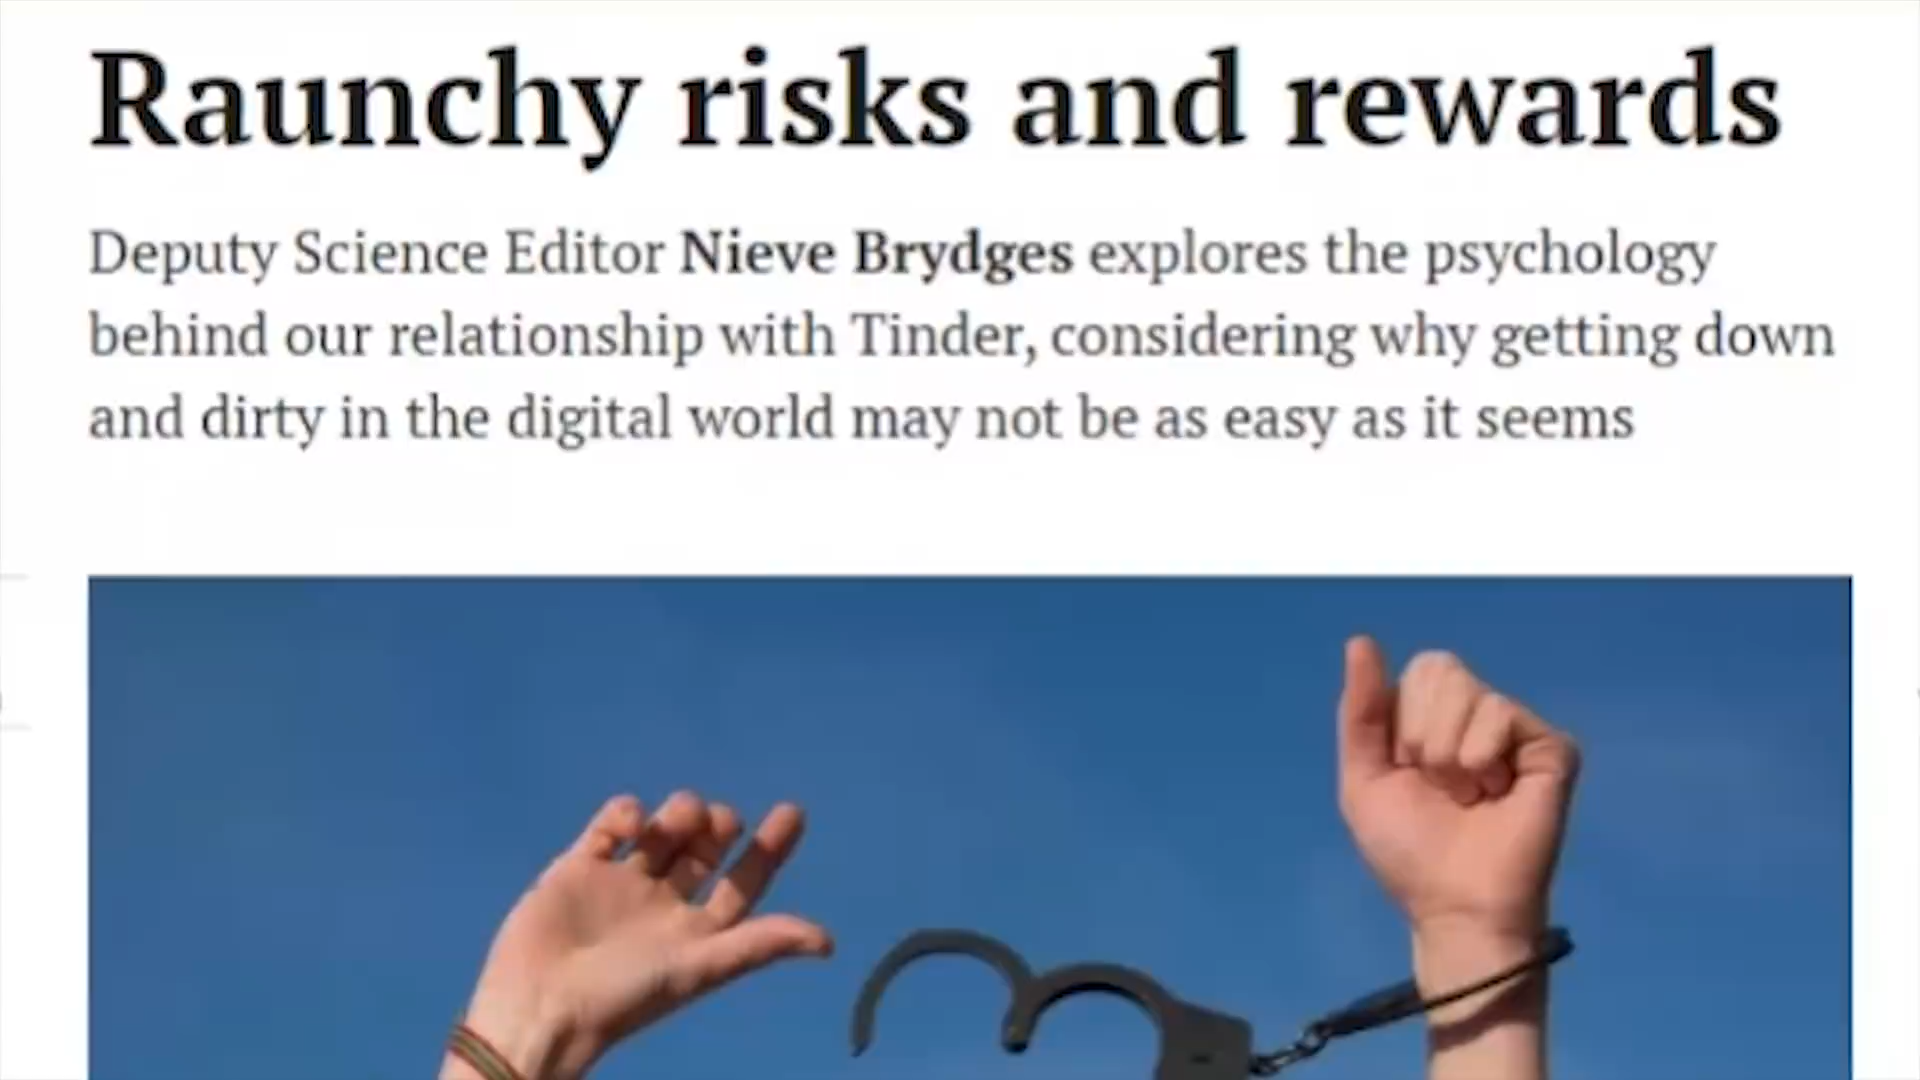 Raunchy risks and rewards
Deputy Science Editor Nieve Brydges explores the psychology
behind our relationship with Tinder, considering why getting down
and dirty in the digital world may not be as easy as it seems